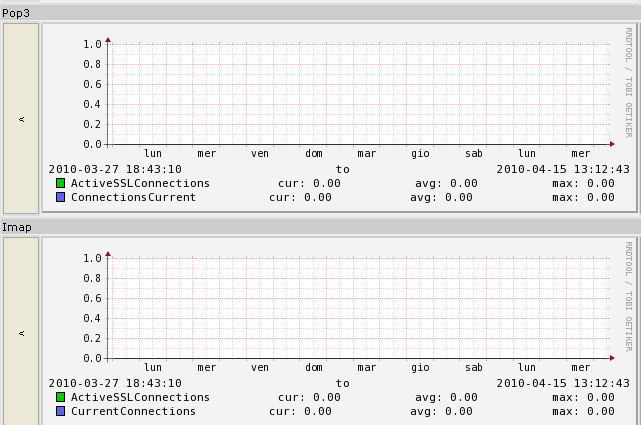 Pop3
1.0
0.8
0.6
0.4
0.2
0.0
lun mer ven dom mar gio sab lun mer
2010-03-27 18:43:10 to 2010-04-15 13:12:43
ActiveSSLConnections cur: 0.00 avg: 0.00 max: 0.00
ConnectionsCurrent cur: 0.00 avg: 0.00 max: 0.00
RRDTOOL / TOBI OETIKER
Imap
1.0
0.8
0.6
0.4
0.2
0.0
lun mer ven dom mar gio sab lun mer
2010-03-27 18:43:10 to 2010-04-15 13:12:43
ActiveSSLConnections cur: 0.00 avg: 0.00 max: 0.00
CurrentConnections cur: 0.00 avg: 0.00 max: 0.00
RRDTOOL / TOBI OETIKER